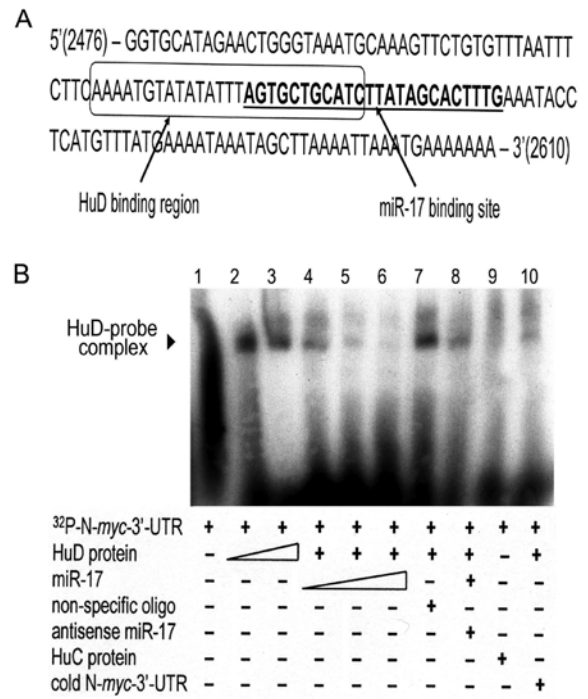 A
5'(2476) – GGTGCATAGAACTGGGTAAATGCAAAGTTCTGTGTTTAATTT
CTTCAAAATGTATATATTTAGTGCTGCATCTTATAGCACTTTGAAATACC
TCATGTTTATGAAAATAAATAGCTTAAAATTAAATGAAAAAAA – 3'(2610)
HuD binding region
miR-17 binding site
B
1 2 3 4 5 6 7 8 9 10
HuD-probe
complex
³²P-N-myc-3'-UTR + + + + + + + + + +
HuD protein – + + + + + – +
miR-17 – – – – + – –
non-specific oligo – – – – – – + – – –
antisense miR-17 – – – – – – – + – –
HuC protein – – – – – – – – + –
cold N-myc-3'-UTR – – – – – – – – – +